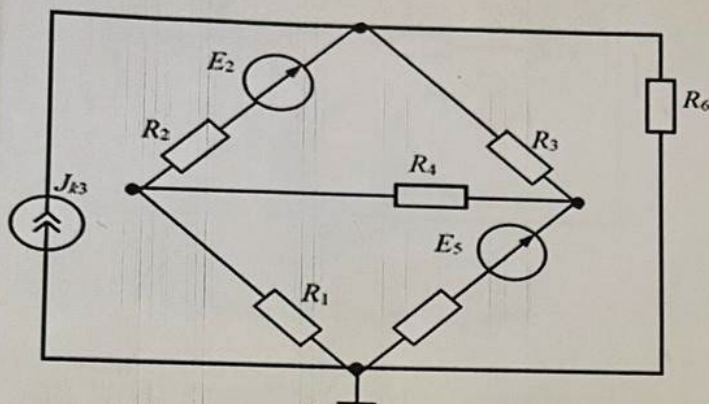 E₂
R₆
R₂
R₃
R₄
Jₖ₃
E₅
R₁